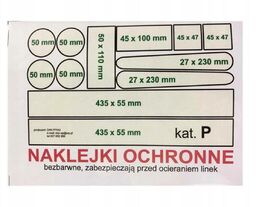 50 mm
50 mm
50 x 110 mm
45 x 100 mm
45 x 47
45 x 47
50 mm
50 mm
27 x 230 mm
27 x 230 mm
435 x 55 mm
435 x 55 mm
kat. P
NAKLEJKI OCHRONNE
bezbarwne, zabezpieczają przed ocieraniem linek